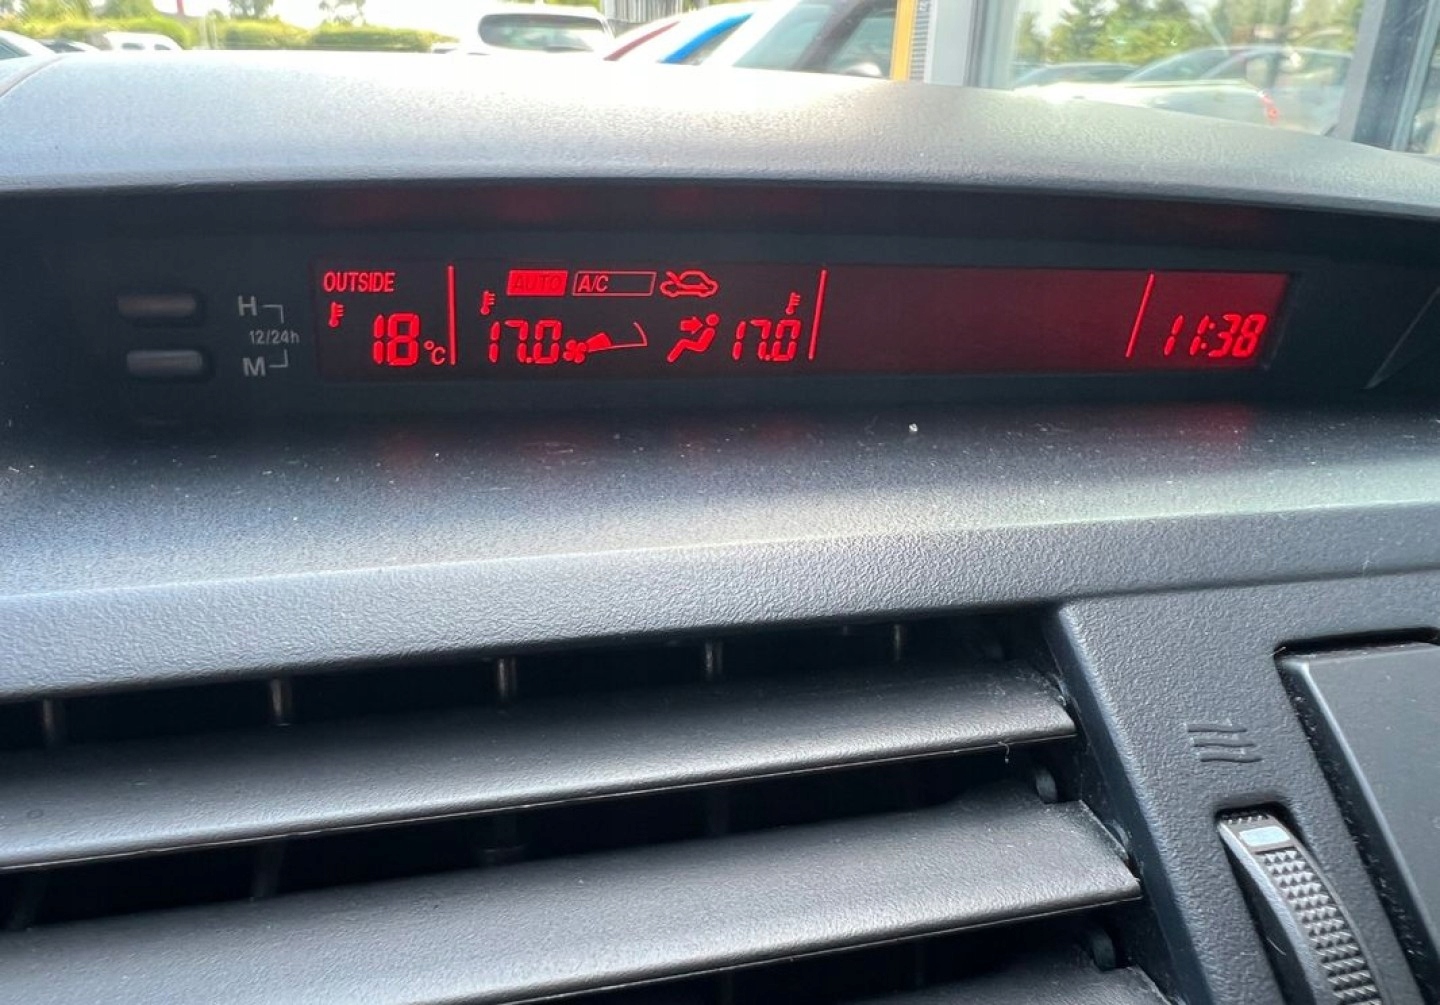 OUTSIDE AUTO A/C
H
12/24h
M
18°C 17.0 17.0 11:38